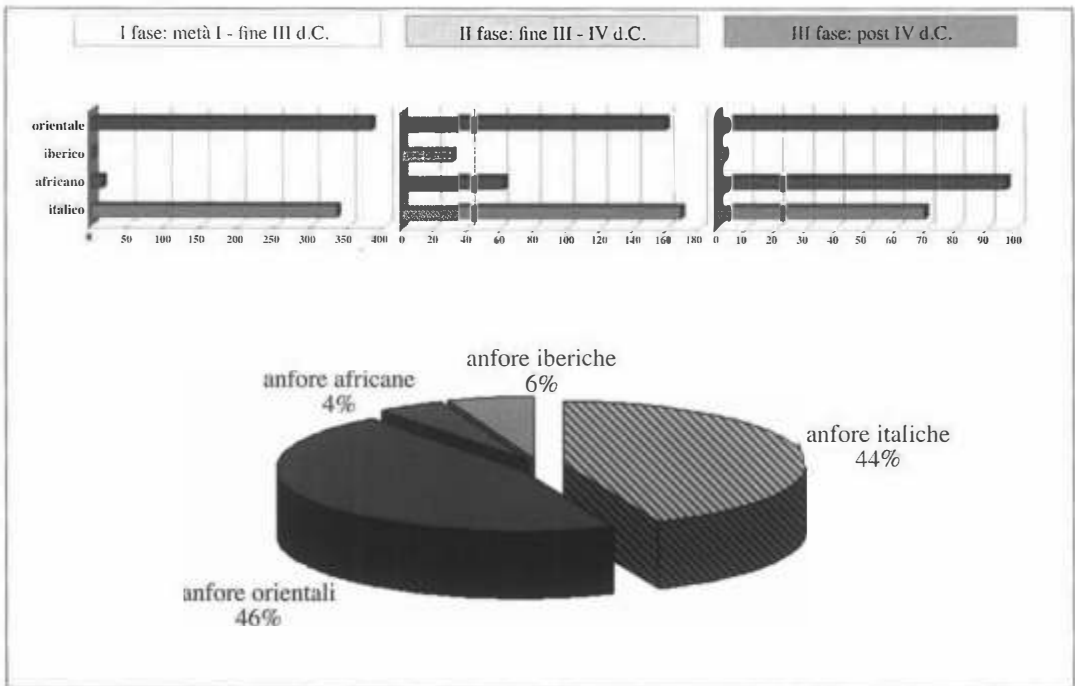 I fase: metà I - fine III d.C.
II fase: fine III - IV d.C.
III fase: post IV d.C.
orientale
iberico
africano
italico
0 50 100 150 200 250 300 350 400
0 20 40 60 80 100 120 140 160 180
0 10 20 30 40 50 60 70 80 90 100
anfore iberiche
6%
anfore africane
4%
anfore italiche
44%
anfore orientali
46%